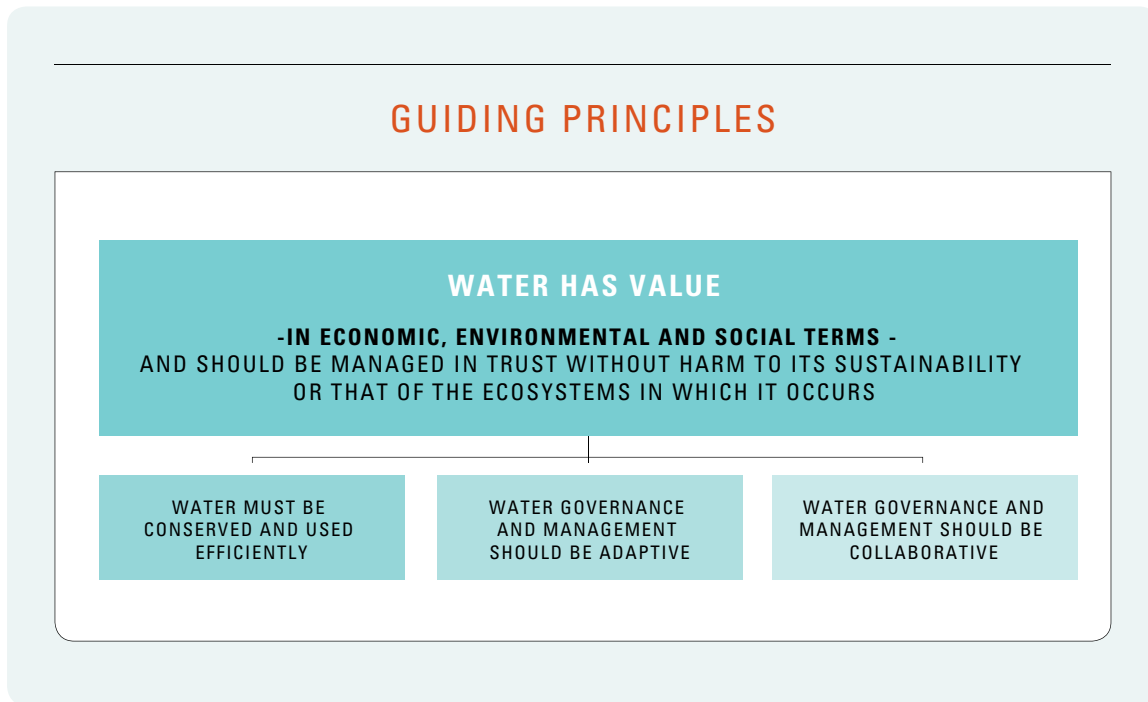 GUIDING PRINCIPLES
WATER HAS VALUE
-IN ECONOMIC, ENVIRONMENTAL AND SOCIAL TERMS -
AND SHOULD BE MANAGED IN TRUST WITHOUT HARM TO ITS SUSTAINABILITY
OR THAT OF THE ECOSYSTEMS IN WHICH IT OCCURS
WATER MUST BE
CONSERVED AND USED
EFFICIENTLY
WATER GOVERNANCE
AND MANAGEMENT
SHOULD BE ADAPTIVE
WATER GOVERNANCE AND
MANAGEMENT SHOULD BE
COLLABORATIVE